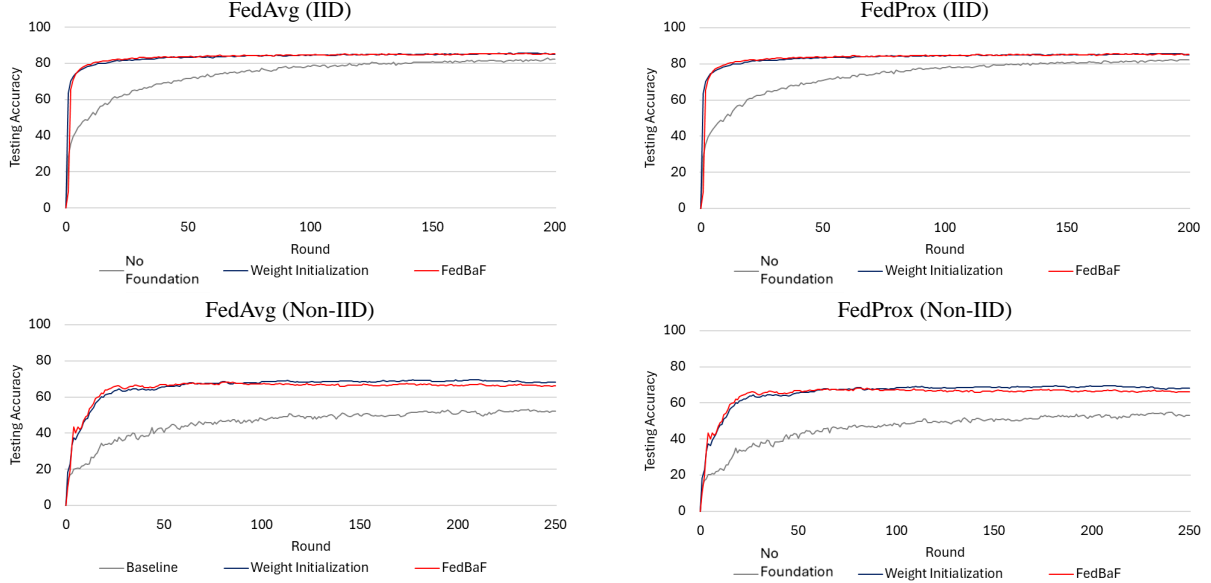 FedAvg (IID)
100
80
60
40
20
0
Testing Accuracy
0 50 100 150 200
Round
No
Foundation Weight Initialization FedBaF
FedProx (IID)
100
80
60
40
20
0
Testing Accuracy
0 50 100 150 200
Round
No
Foundation Weight Initialization FedBaF
FedAvg (Non-IID)
100
80
60
40
20
0
Testing Accuracy
0 50 100 150 200 250
Round
Baseline Weight Initialization FedBaF
FedProx (Non-IID)
100
80
60
40
20
0
Testing Accuracy
0 50 100 150 200 250
Round
No
Foundation Weight Initialization FedBaF